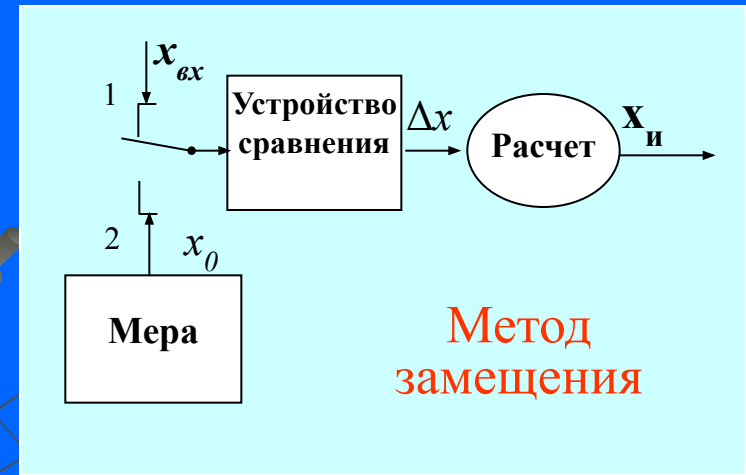 x_вх
1
Устройство
сравнения
Δx
Расчет
x_и
2
x_0
Мера
Метод
замещения